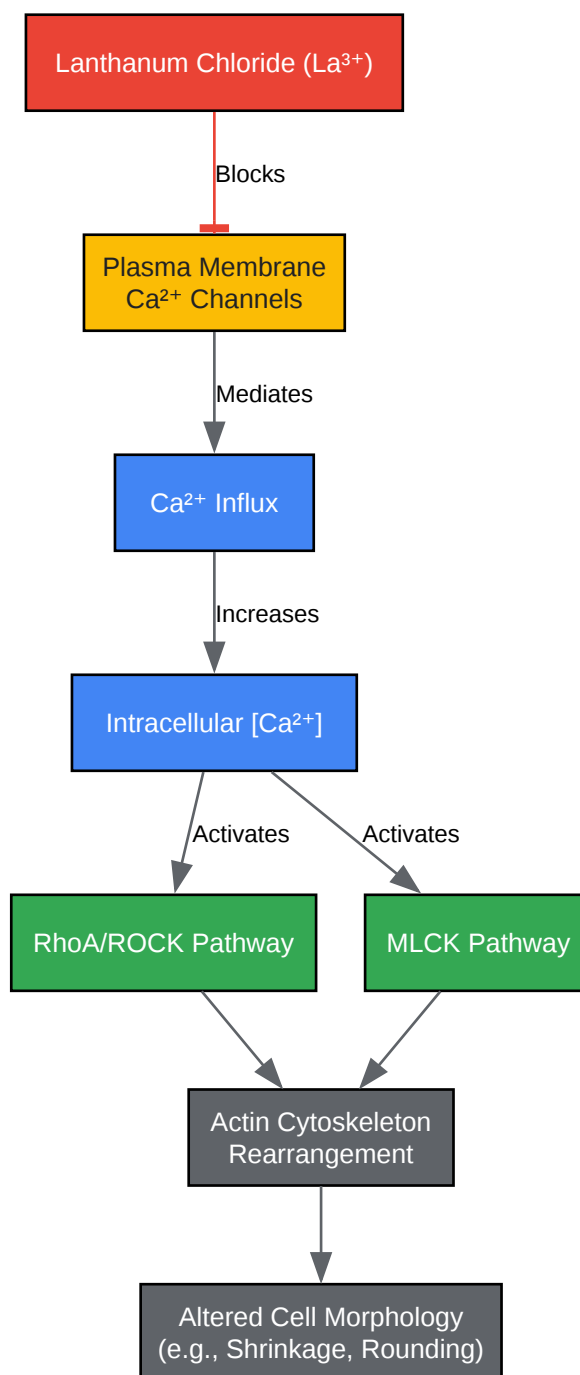 Lanthanum Chloride (La³⁺)
Blocks
Plasma Membrane
Ca²⁺ Channels
Mediates
Ca²⁺ Influx
Increases
Intracellular [Ca²⁺]
Activates
Activates
RhoA/ROCK Pathway
MLCK Pathway
Actin Cytoskeleton
Rearrangement
Altered Cell Morphology
(e.g., Shrinkage, Rounding)